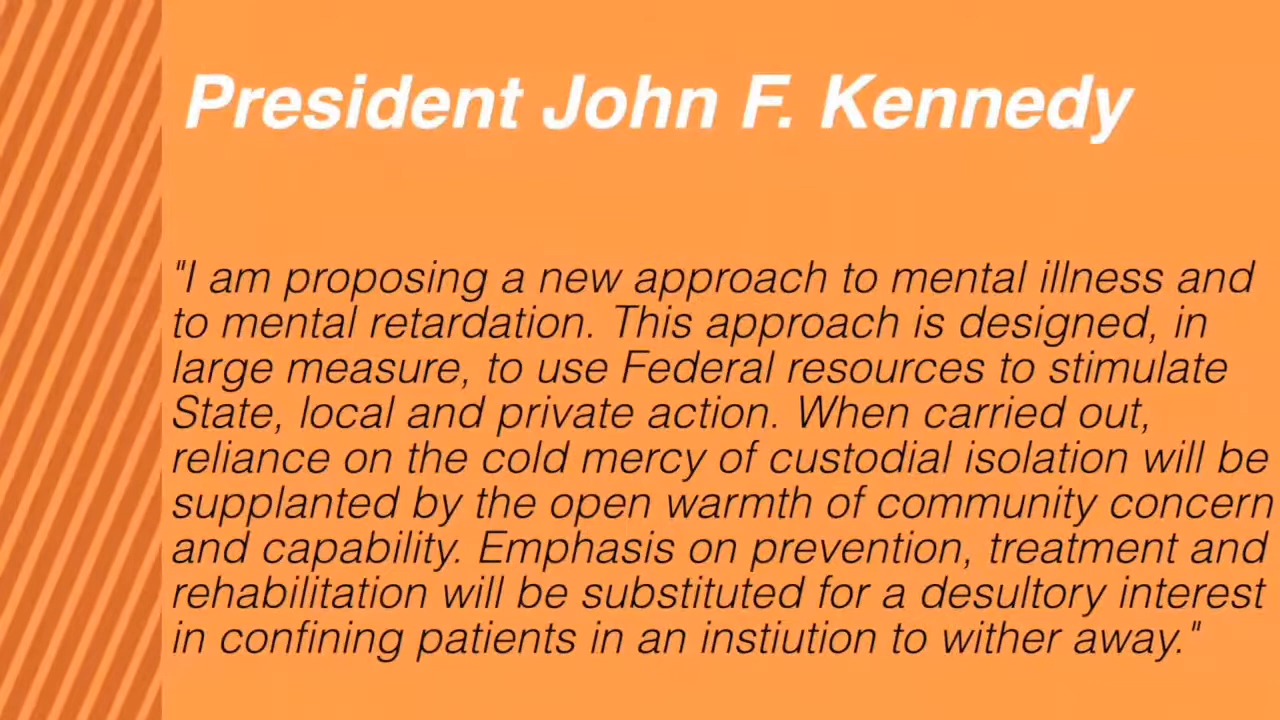 President John F. Kennedy
"I am proposing a new approach to mental illness and
to mental retardation. This approach is designed, in
large measure, to use Federal resources to stimulate
State, local and private action. When carried out,
reliance on the cold mercy of custodial isolation will be
supplanted by the open warmth of community concern
and capability. Emphasis on prevention, treatment and
rehabilitation will be substituted for a desultory interest
in confining patients in an instiution to wither away."